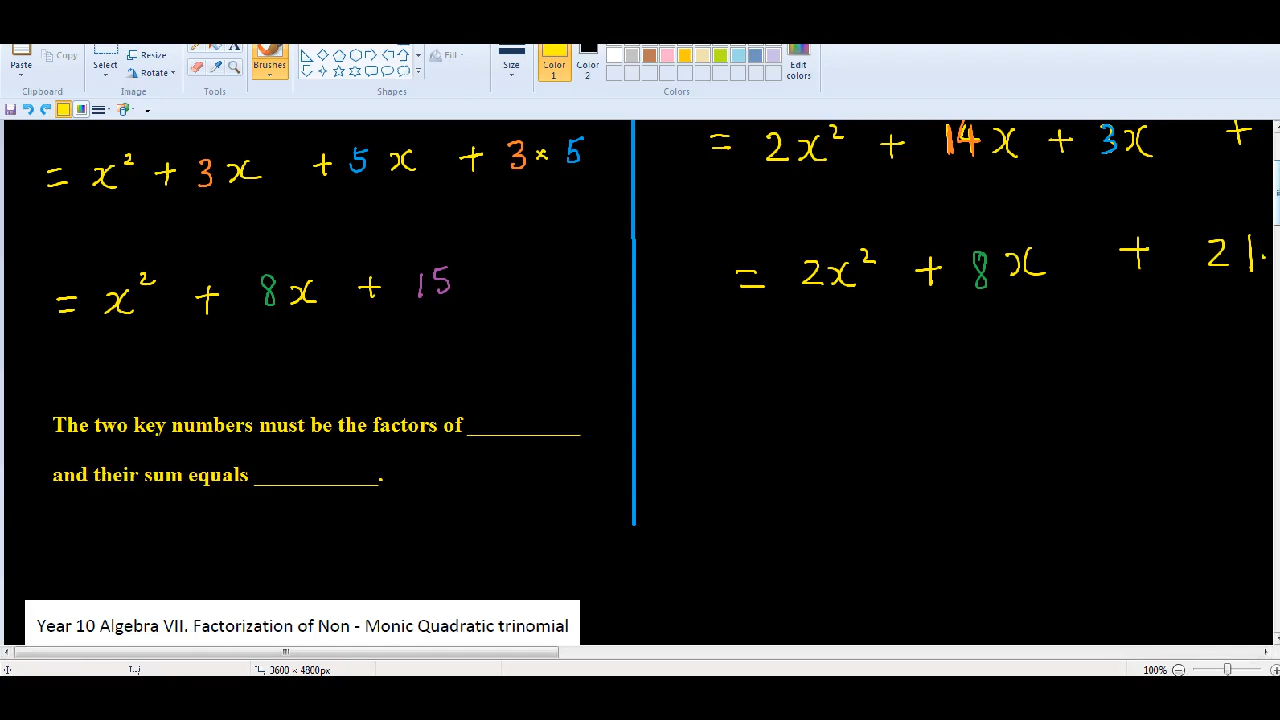 Paste Copy Select Resize Rotate Brushes Fill Size Color 1 Color 2 Edit colors
Clipboard Image Tools Shapes Colors
= x² + 3x + 5x + 3 × 5
= x² + 8x + 15
The two key numbers must be the factors of __________
and their sum equals ___________.
= 2x² + 14x + 3x +
= 2x² + 8x + 21.
Year 10 Algebra VII. Factorization of Non - Monic Quadratic trinomial
3600 × 4800px 100%